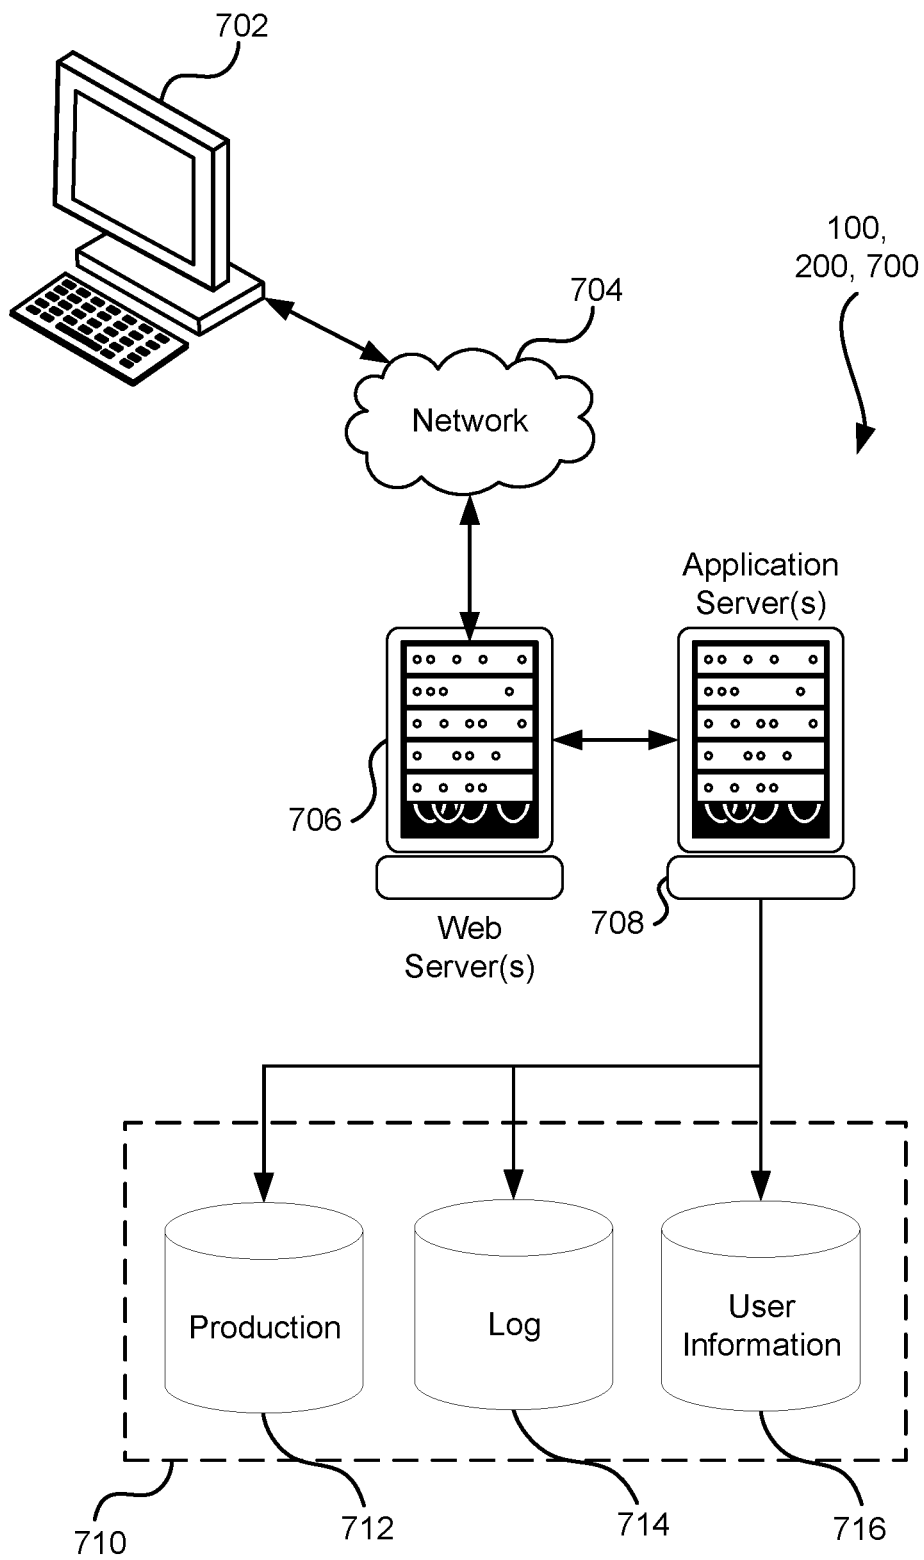 702
100,
200, 700
704
Network
Application
Server(s)
706
708
Web
Server(s)
Production
Log
User
Information
710
712
714
716